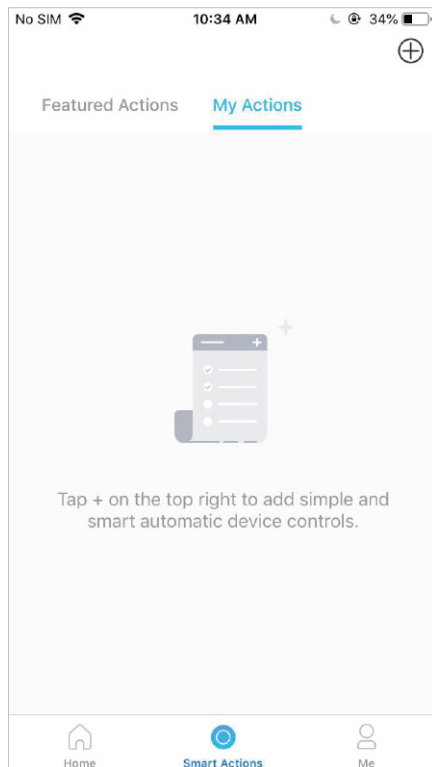 No SIM 10:34 AM 34%
Featured Actions My Actions
Tap + on the top right to add simple and
smart automatic device controls.
Home Smart Actions Me